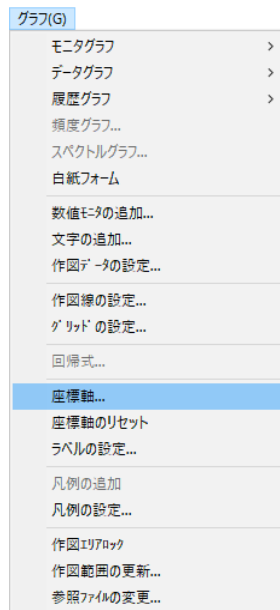 グラフ(G)
モニタグラフ
データグラフ
履歴グラフ
頻度グラフ...
スペクトルグラフ...
白紙フォーム
数値ﾓﾆﾀの追加...
文字の追加...
作図ﾃﾞｰﾀの設定...
作図線の設定...
ｸﾞﾘｯﾄﾞの設定...
回帰式...
座標軸...
座標軸のリセット
ラベルの設定...
凡例の追加
凡例の設定...
作図ｴﾘｱﾛｯｸ
作図範囲の更新...
参照ﾌｧｲﾙの変更...